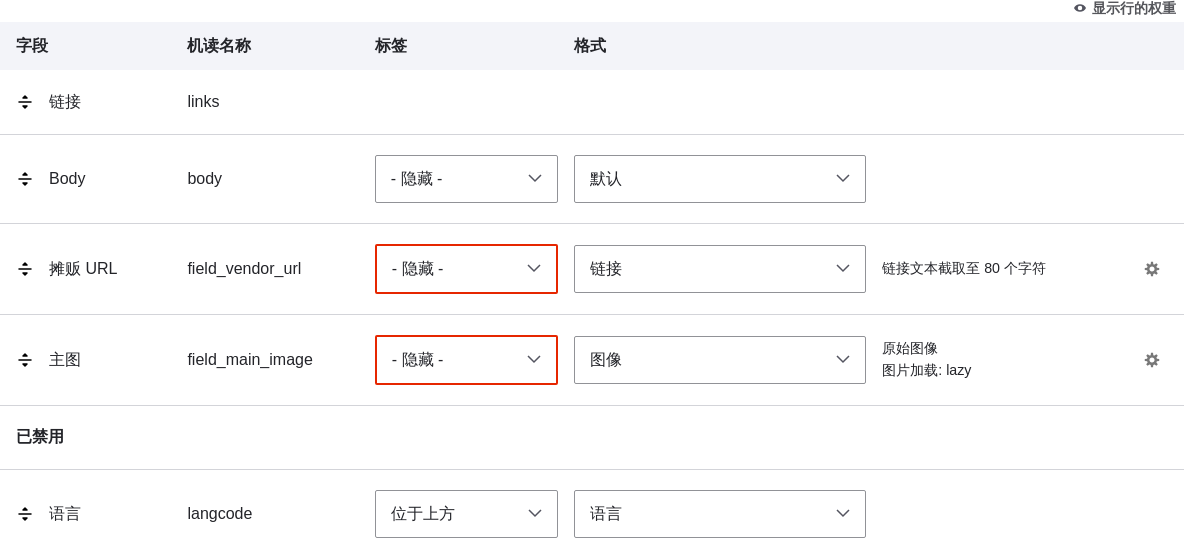 显示行的权重
字段 机读名称 标签 格式
链接 links
Body body - 隐藏 - 默认
摊贩 URL field_vendor_url - 隐藏 - 链接 链接文本截取至 80 个字符
主图 field_main_image - 隐藏 - 图像 原始图像
图片加载: lazy
已禁用
语言 langcode 位于上方 语言